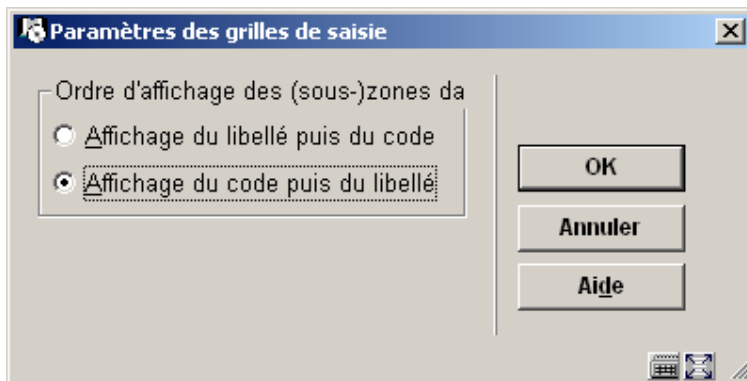 Paramètres des grilles de saisie
Ordre d'affichage des (sous-)zones da
Affichage du libellé puis du code
Affichage du code puis du libellé
OK
Annuler
Aide